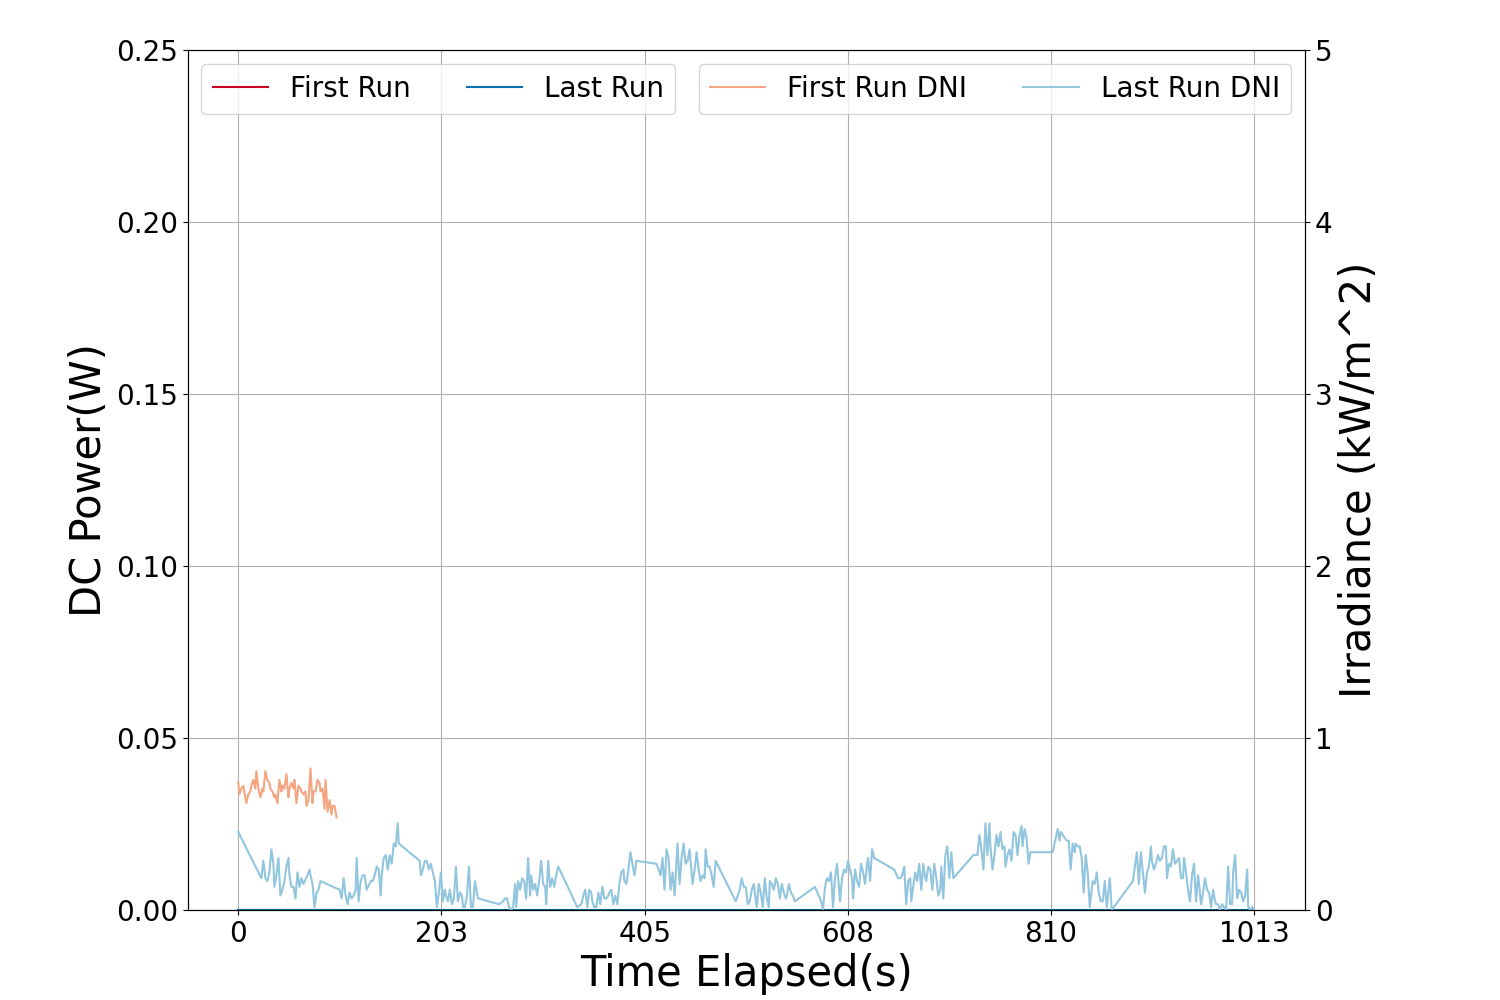 First Run
Last Run
First Run DNI
Last Run DNI
0.25
0.20
0.15
0.10
0.05
0.00
DC Power(W)
5
4
3
2
1
0
Irradiance (kW/m^2)
0
203
405
608
810
1013
Time Elapsed(s)